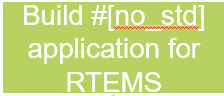 Build #[no_std]
application for
RTEMS